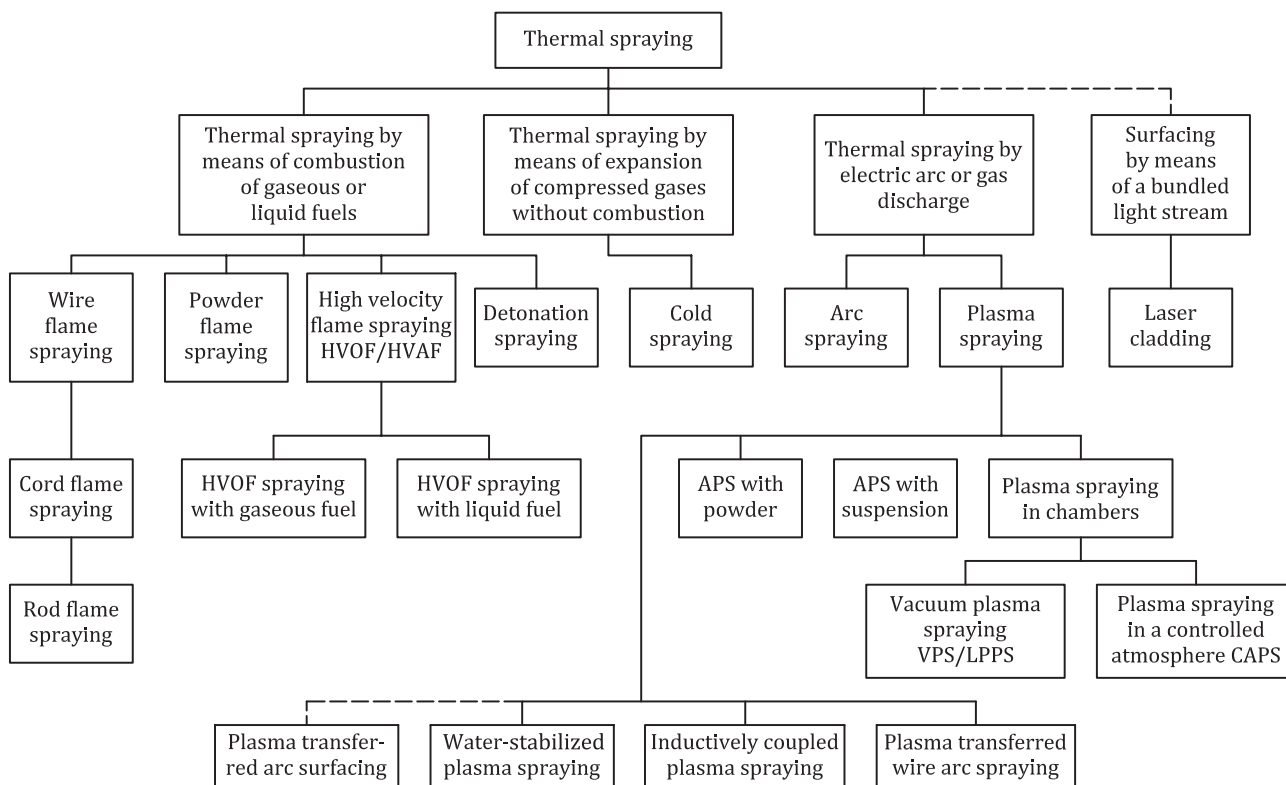 Thermal spraying
Thermal spraying by
means of combustion
of gaseous or
liquid fuels
Thermal spraying by
means of expansion
of compressed gases
without combustion
Thermal spraying by
electric arc or gas
discharge
Surfacing
by means
of a bundled
light stream
Wire
flame
spraying
Powder
flame
spraying
High velocity
flame spraying
HVOF/HVAF
Detonation
spraying
Cold
spraying
Arc
spraying
Plasma
spraying
Laser
cladding
Cord flame
spraying
HVOF spraying
with gaseous fuel
HVOF spraying
with liquid fuel
APS with
powder
APS with
suspension
Plasma spraying
in chambers
Rod flame
spraying
Vacuum plasma
spraying
VPS/LPPS
Plasma spraying
in a controlled
atmosphere CAPS
Plasma transfer-
red arc surfacing
Water-stabilized
plasma spraying
Inductively coupled
plasma spraying
Plasma transferred
wire arc spraying